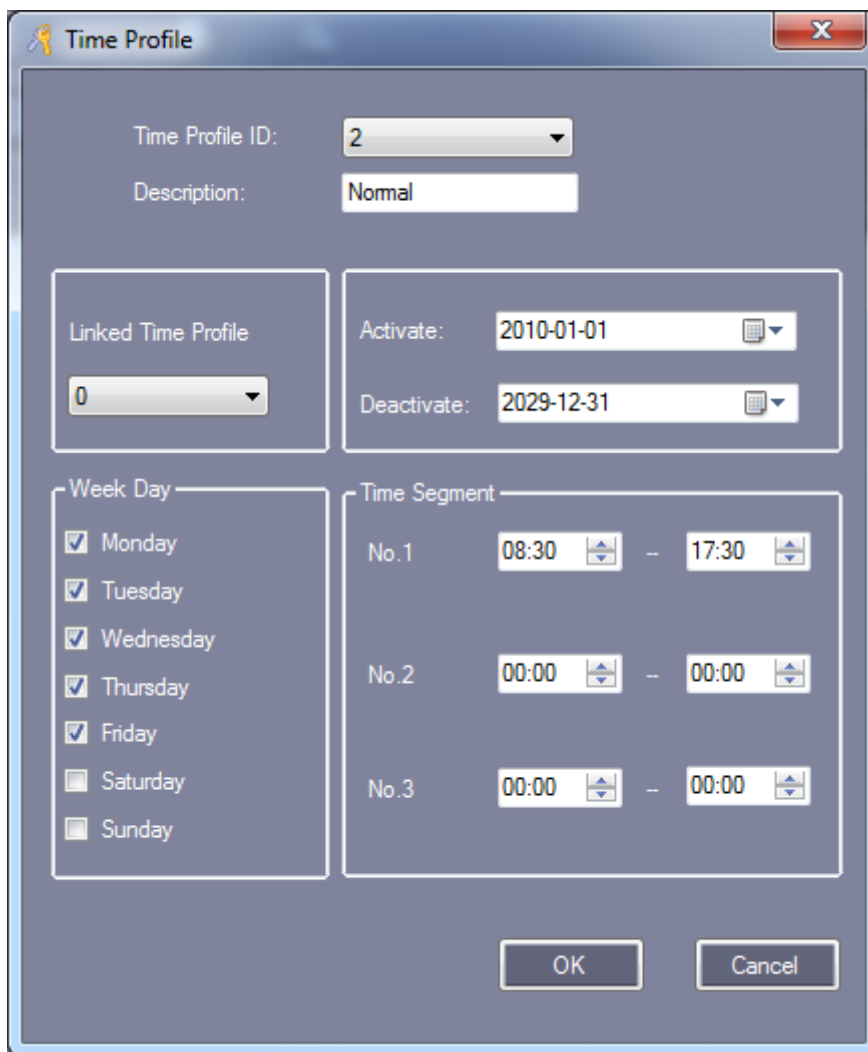 Time Profile
Time Profile ID: 2
Description: Normal
Linked Time Profile
0
Activate: 2010-01-01
Deactivate: 2029-12-31
Week Day
Monday
Tuesday
Wednesday
Thursday
Friday
Saturday
Sunday
Time Segment
No.1 08:30 -- 17:30
No.2 00:00 -- 00:00
No.3 00:00 -- 00:00
OK Cancel